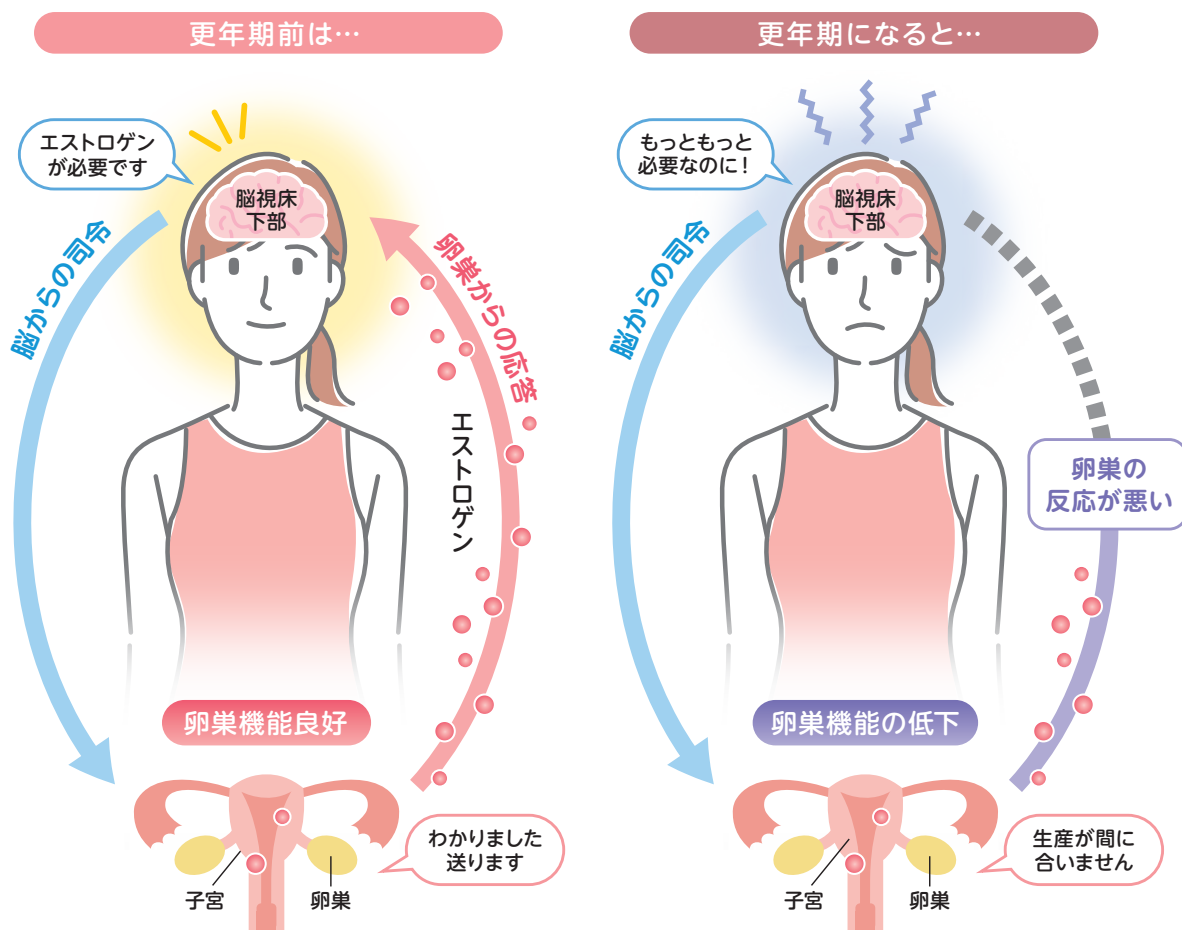 更年期前は…
エストロゲン
が必要です
脳視床
下部
脳からの司令
卵巣からの応答
エストロゲン
卵巣機能良好
わかりました
送ります
子宮
卵巣
更年期になると…
もっともっと
必要なのに!
脳視床
下部
脳からの司令
卵巣の
反応が悪い
卵巣機能の低下
生産が間に
合いません
子宮
卵巣